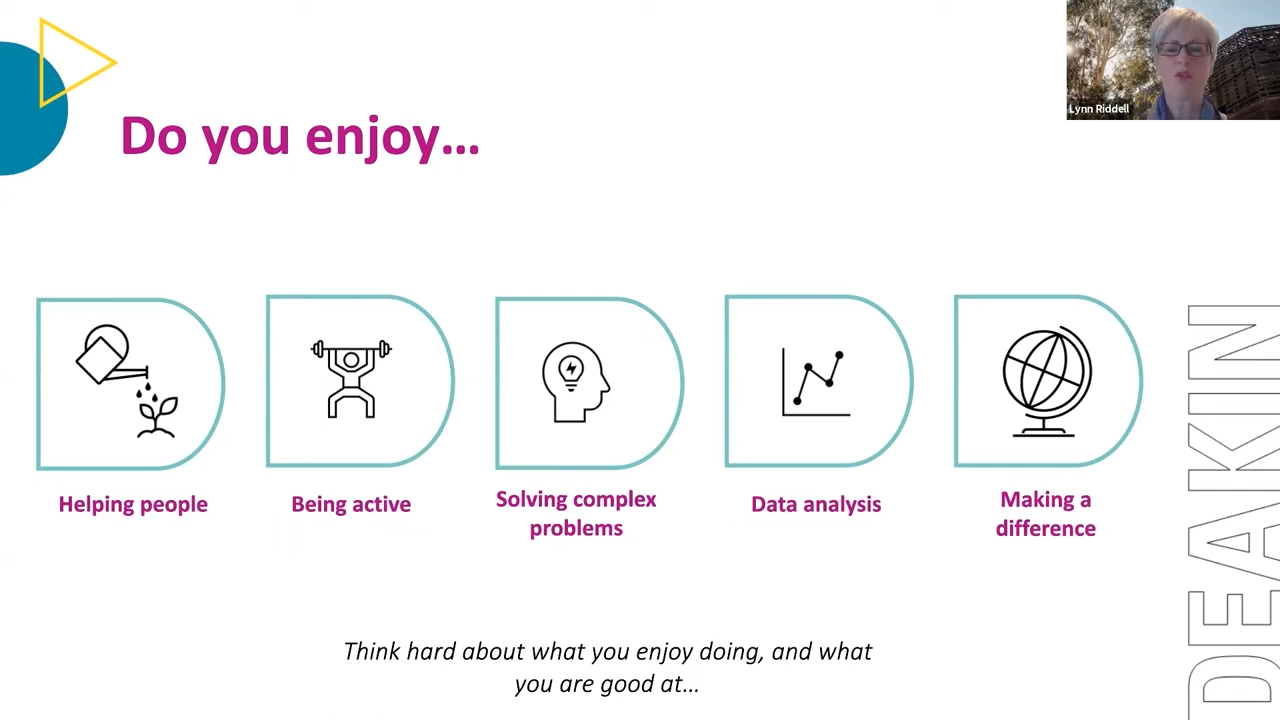 Lynn Riddell
Do you enjoy...
Helping people
Being active
Solving complex
problems
Data analysis
Making a
difference
Think hard about what you enjoy doing, and what
you are good at...
DEAKIN